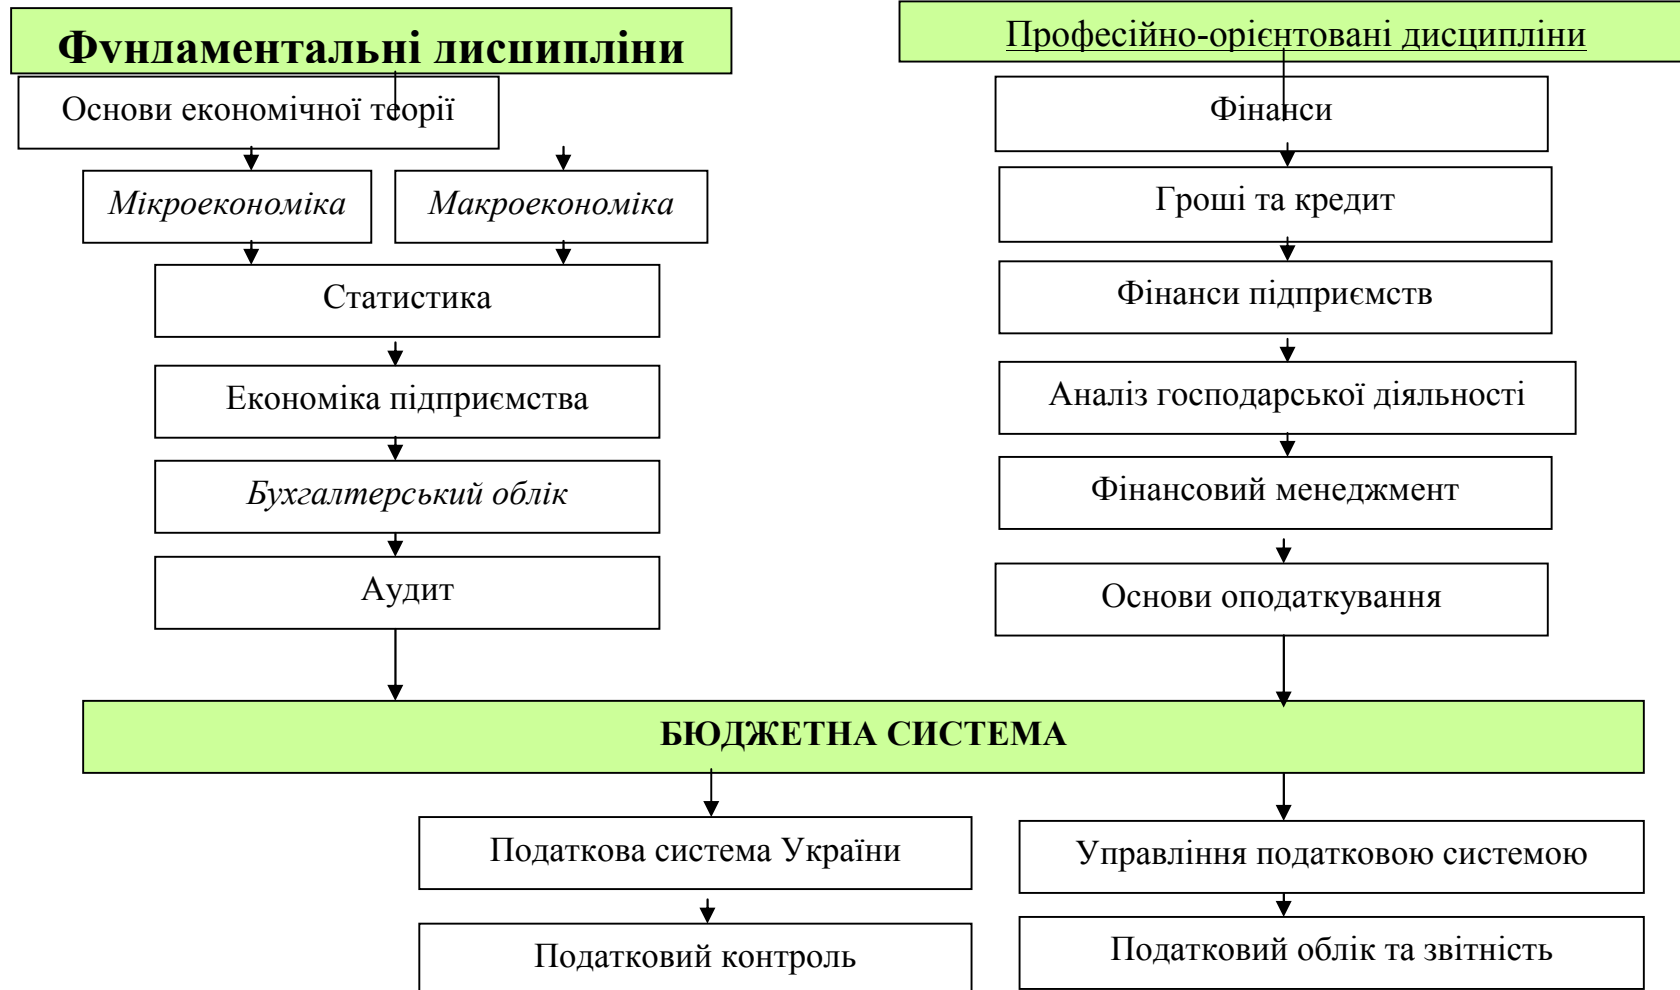 Фундаментальні дисципліни
Основи економічної теорії
Мікроекономіка
Макроекономіка
Статистика
Економіка підприємства
Бухгалтерський облік
Аудит
Професійно-орієнтовані дисципліни
Фінанси
Гроші та кредит
Фінанси підприємств
Аналіз господарської діяльності
Фінансовий менеджмент
Основи оподаткування
БЮДЖЕТНА СИСТЕМА
Податкова система України
Податковий контроль
Управління податковою системою
Податковий облік та звітність